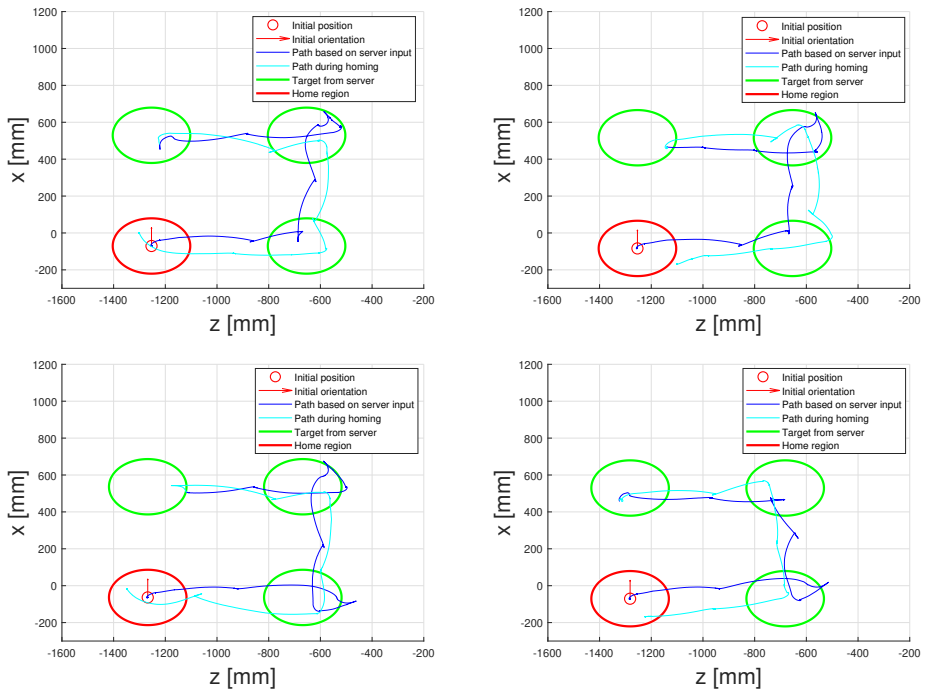 1200
1000
800
600
400
200
0
-200
-1600 -1400 -1200 -1000 -800 -600 -400 -200
x [mm]
z [mm]
Initial position
Initial orientation
Path based on server input
Path during homing
Target from server
Home region
1200
1000
800
600
400
200
0
-200
-1600 -1400 -1200 -1000 -800 -600 -400 -200
x [mm]
z [mm]
Initial position
Initial orientation
Path based on server input
Path during homing
Target from server
Home region
1200
1000
800
600
400
200
0
-200
-1600 -1400 -1200 -1000 -800 -600 -400 -200
x [mm]
z [mm]
Initial position
Initial orientation
Path based on server input
Path during homing
Target from server
Home region
1200
1000
800
600
400
200
0
-200
-1600 -1400 -1200 -1000 -800 -600 -400 -200
x [mm]
z [mm]
Initial position
Initial orientation
Path based on server input
Path during homing
Target from server
Home region